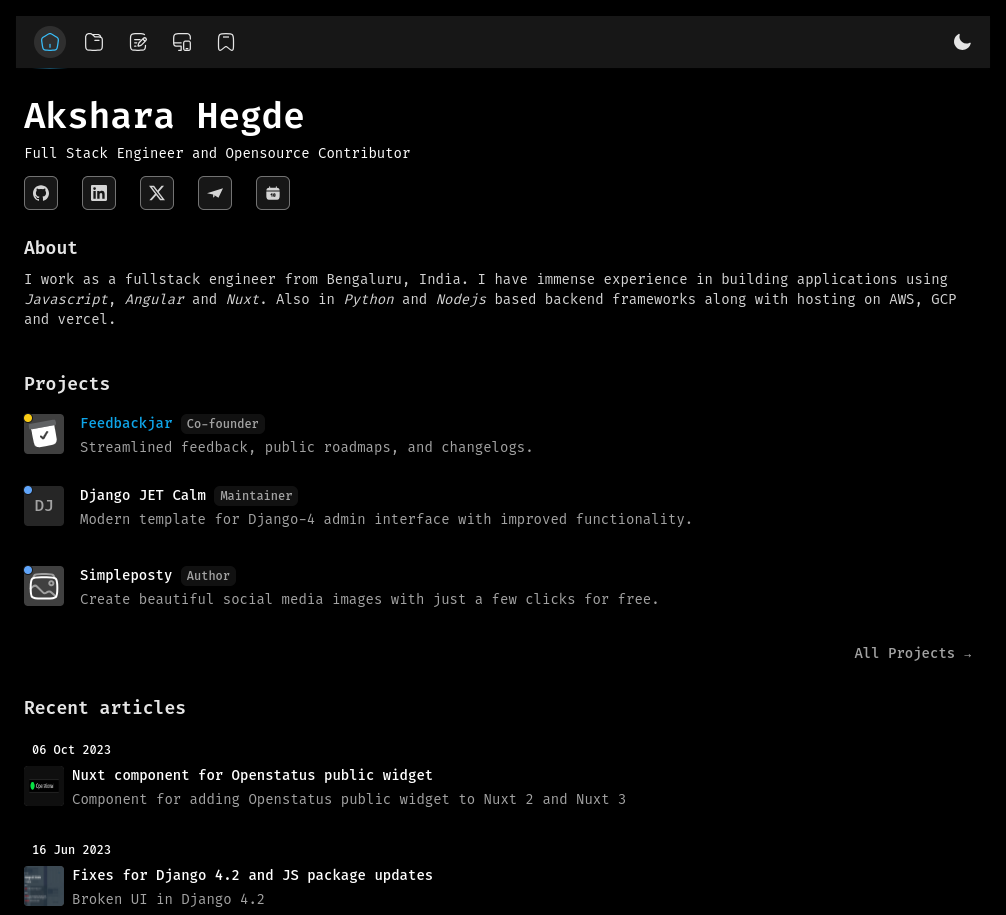 Akshara Hegde
Full Stack Engineer and Opensource Contributor
About
I work as a fullstack engineer from Bengaluru, India. I have immense experience in building applications using
Javascript, Angular and Nuxt. Also in Python and Nodejs based backend frameworks along with hosting on AWS, GCP
and vercel.
Projects
Feedbackjar Co-founder
Streamlined feedback, public roadmaps, and changelogs.
DJ
Django JET Calm Maintainer
Modern template for Django-4 admin interface with improved functionality.
Simpleposty Author
Create beautiful social media images with just a few clicks for free.
All Projects →
Recent articles
06 Oct 2023
Nuxt component for Openstatus public widget
Component for adding Openstatus public widget to Nuxt 2 and Nuxt 3
16 Jun 2023
Fixes for Django 4.2 and JS package updates
Broken UI in Django 4.2